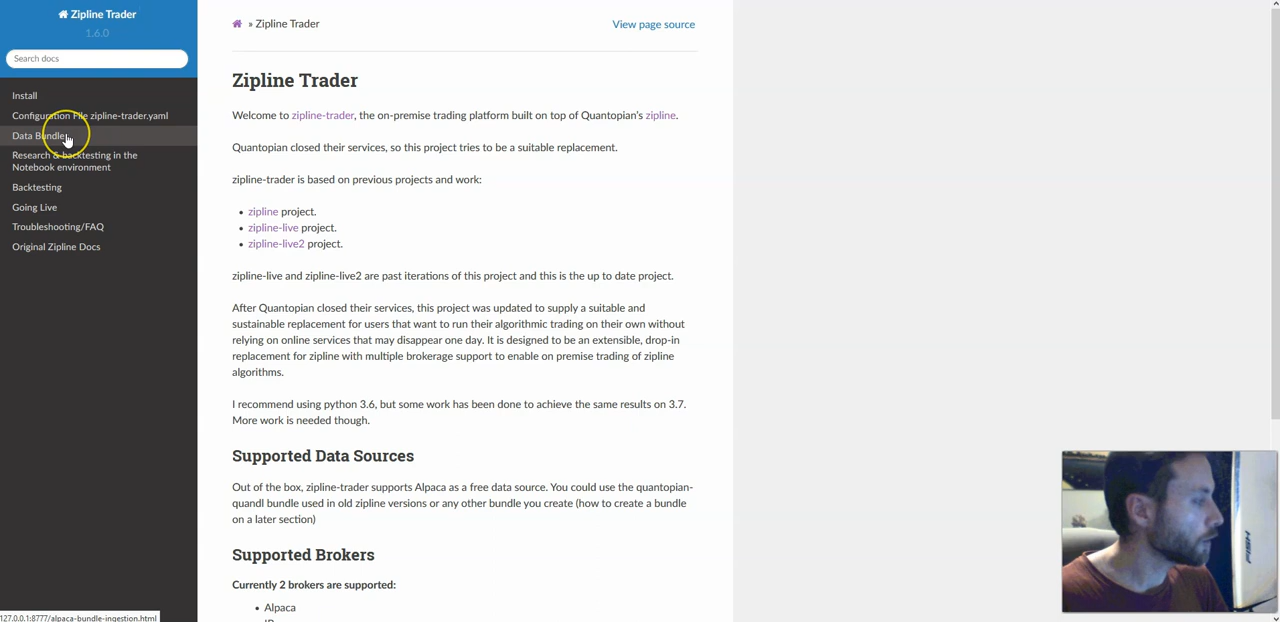 Zipline Trader
1.6.0
Search docs
Install
Configuration File zipline-trader.yaml
Data Bundles
Research & backtesting in the
Notebook environment
Backtesting
Going Live
Troubleshooting/FAQ
Original Zipline Docs
» Zipline Trader
View page source
Zipline Trader
Welcome to zipline-trader, the on-premise trading platform built on top of Quantopian's zipline.
Quantopian closed their services, so this project tries to be a suitable replacement.
zipline-trader is based on previous projects and work:
• zipline project.
• zipline-live project.
• zipline-live2 project.
zipline-live and zipline-live2 are past iterations of this project and this is the up to date project.
After Quantopian closed their services, this project was updated to supply a suitable and
sustainable replacement for users that want to run their algorithmic trading on their own without
relying on online services that may disappear one day. It is designed to be an extensible, drop-in
replacement for zipline with multiple brokerage support to enable on premise trading of zipline
algorithms.
I recommend using python 3.6, but some work has been done to achieve the same results on 3.7.
More work is needed though.
Supported Data Sources
Out of the box, zipline-trader supports Alpaca as a free data source. You could use the quantopian-
quandl bundle used in old zipline versions or any other bundle you create (how to create a bundle
on a later section)
Supported Brokers
Currently 2 brokers are supported:
• Alpaca
127.0.0.1:8777/alpaca-bundle-ingestion.html